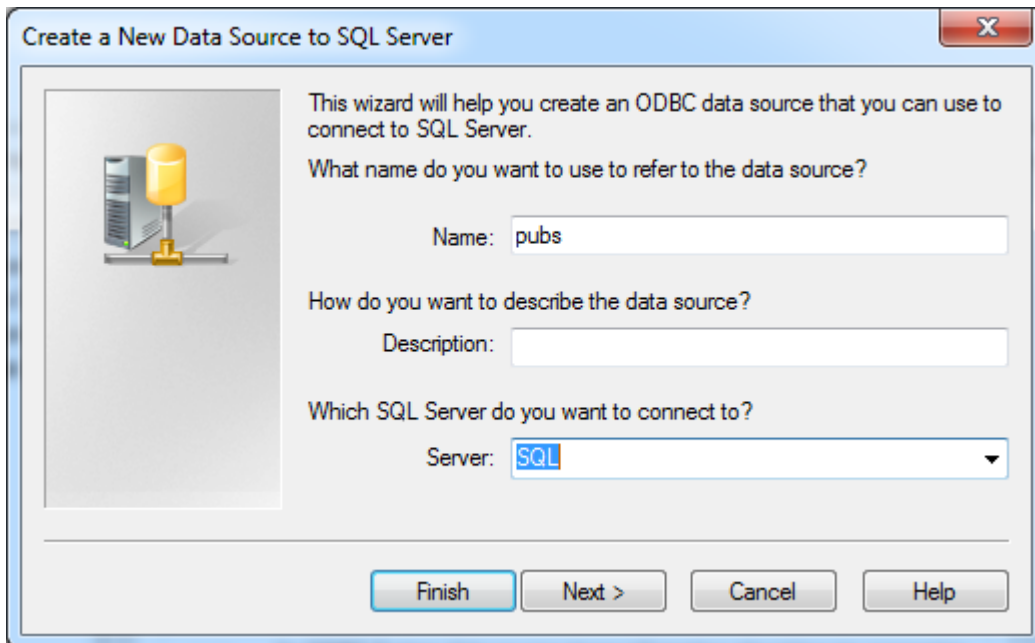 Create a New Data Source to SQL Server
This wizard will help you create an ODBC data source that you can use to
connect to SQL Server.
What name do you want to use to refer to the data source?
Name: pubs
How do you want to describe the data source?
Description:
Which SQL Server do you want to connect to?
Server: SQL
Finish Next > Cancel Help